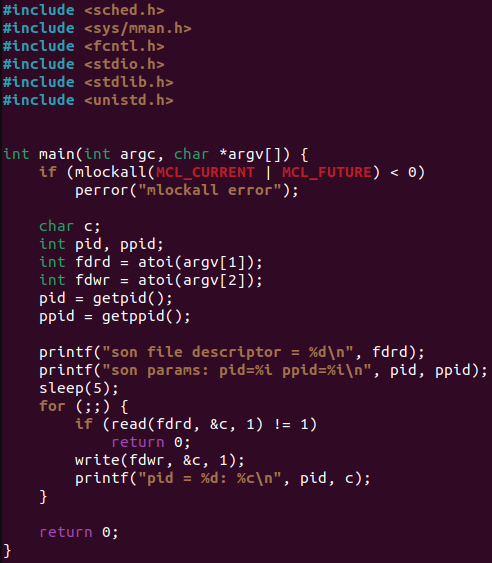 #include <sched.h>
#include <sys/mman.h>
#include <fcntl.h>
#include <stdio.h>
#include <stdlib.h>
#include <unistd.h>


int main(int argc, char *argv[]) {
    if (mlockall(MCL_CURRENT | MCL_FUTURE) < 0)
        perror("mlockall error");

    char c;
    int pid, ppid;
    int fdrd = atoi(argv[1]);
    int fdwr = atoi(argv[2]);
    pid = getpid();
    ppid = getppid();

    printf("son file descriptor = %d\n", fdrd);
    printf("son params: pid=%i ppid=%i\n", pid, ppid);
    sleep(5);
    for (;;) {
        if (read(fdrd, &c, 1) != 1)
            return 0;
        write(fdwr, &c, 1);
        printf("pid = %d: %c\n", pid, c);
    }

    return 0;
}